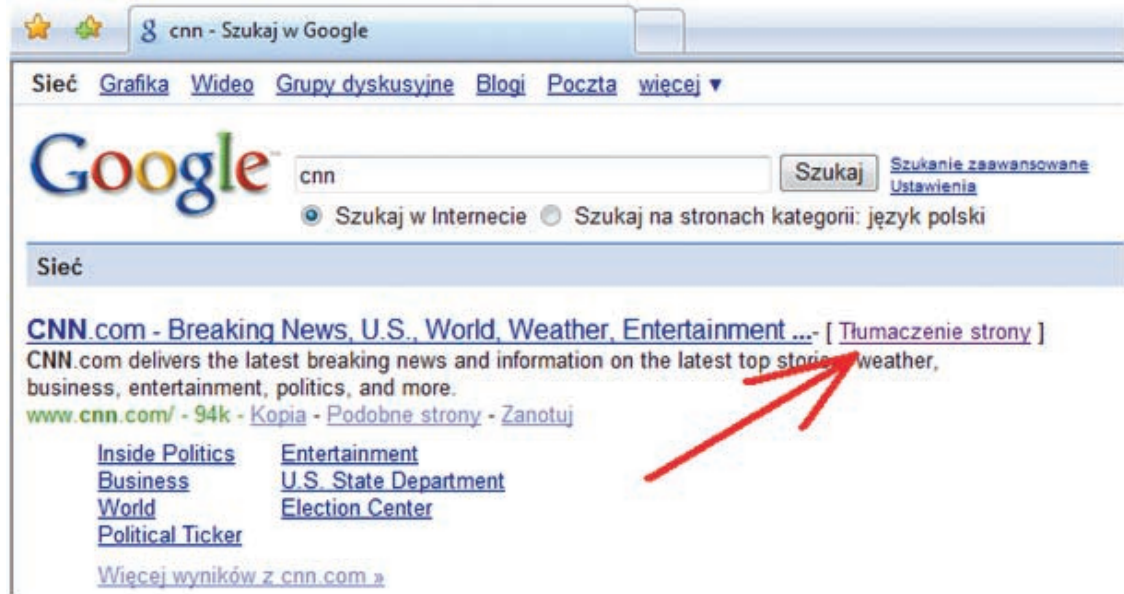 cnn - Szukaj w Google
Sieć Grafika Wideo Grupy dyskusyjne Blogi Poczta więcej ▼
Google™ cnn Szukaj Szukanie zaawansowane
Ustawienia
Szukaj w Internecie Szukaj na stronach kategorii: język polski
Sieć
CNN.com - Breaking News, U.S., World, Weather, Entertainment ...- [ Tłumaczenie strony ]
CNN.com delivers the latest breaking news and information on the latest top stories, weather,
business, entertainment, politics, and more.
www.cnn.com/ - 94k - Kopia - Podobne strony - Zanotuj
Inside Politics Entertainment
Business U.S. State Department
World Election Center
Political Ticker
Więcej wyników z cnn.com »